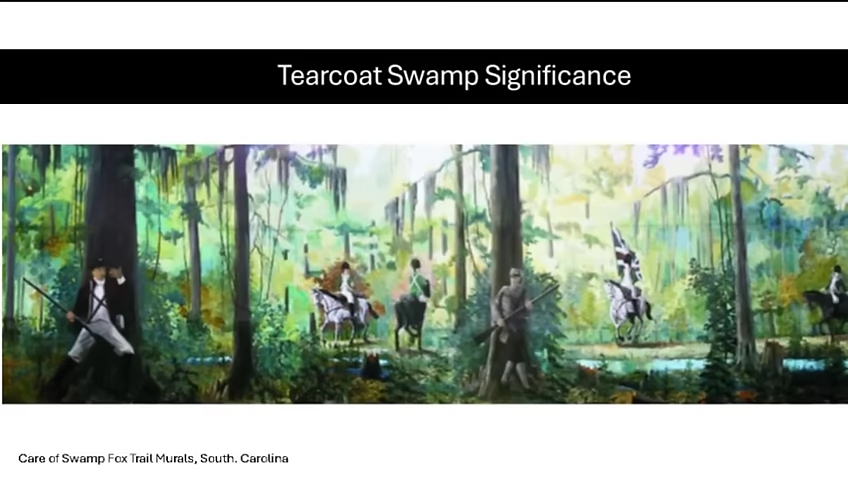 Tearcoat Swamp Significance
Care of Swamp Fox Trail Murals, South. Carolina